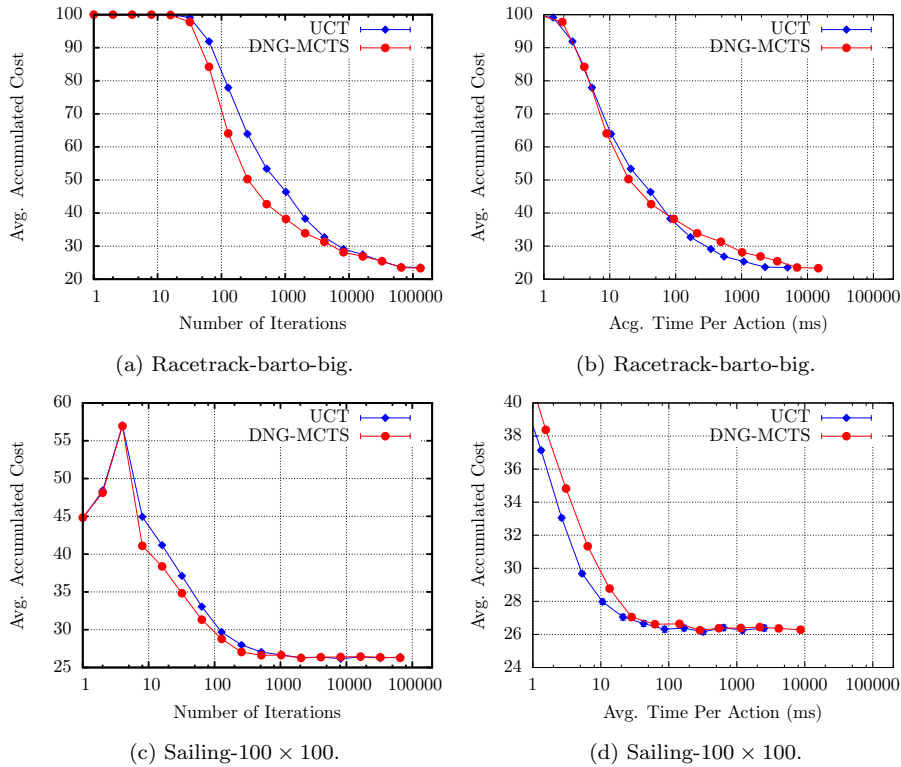 100
90
80
70
60
50
40
30
20
1 10 100 1000 10000 100000
Avg. Accumulated Cost
Number of Iterations
UCT
DNG-MCTS
(a) Racetrack-barto-big.
100
90
80
70
60
50
40
30
20
1 10 100 1000 10000 100000
Avg. Accumulated Cost
Acg. Time Per Action (ms)
UCT
DNG-MCTS
(b) Racetrack-barto-big.
60
55
50
45
40
35
30
25
1 10 100 1000 10000 100000
Avg. Accumulated Cost
Number of Iterations
UCT
DNG-MCTS
(c) Sailing-100 × 100.
40
38
36
34
32
30
28
26
24
1 10 100 1000 10000 100000
Avg. Accumulated Cost
Avg. Time Per Action (ms)
UCT
DNG-MCTS
(d) Sailing-100 × 100.